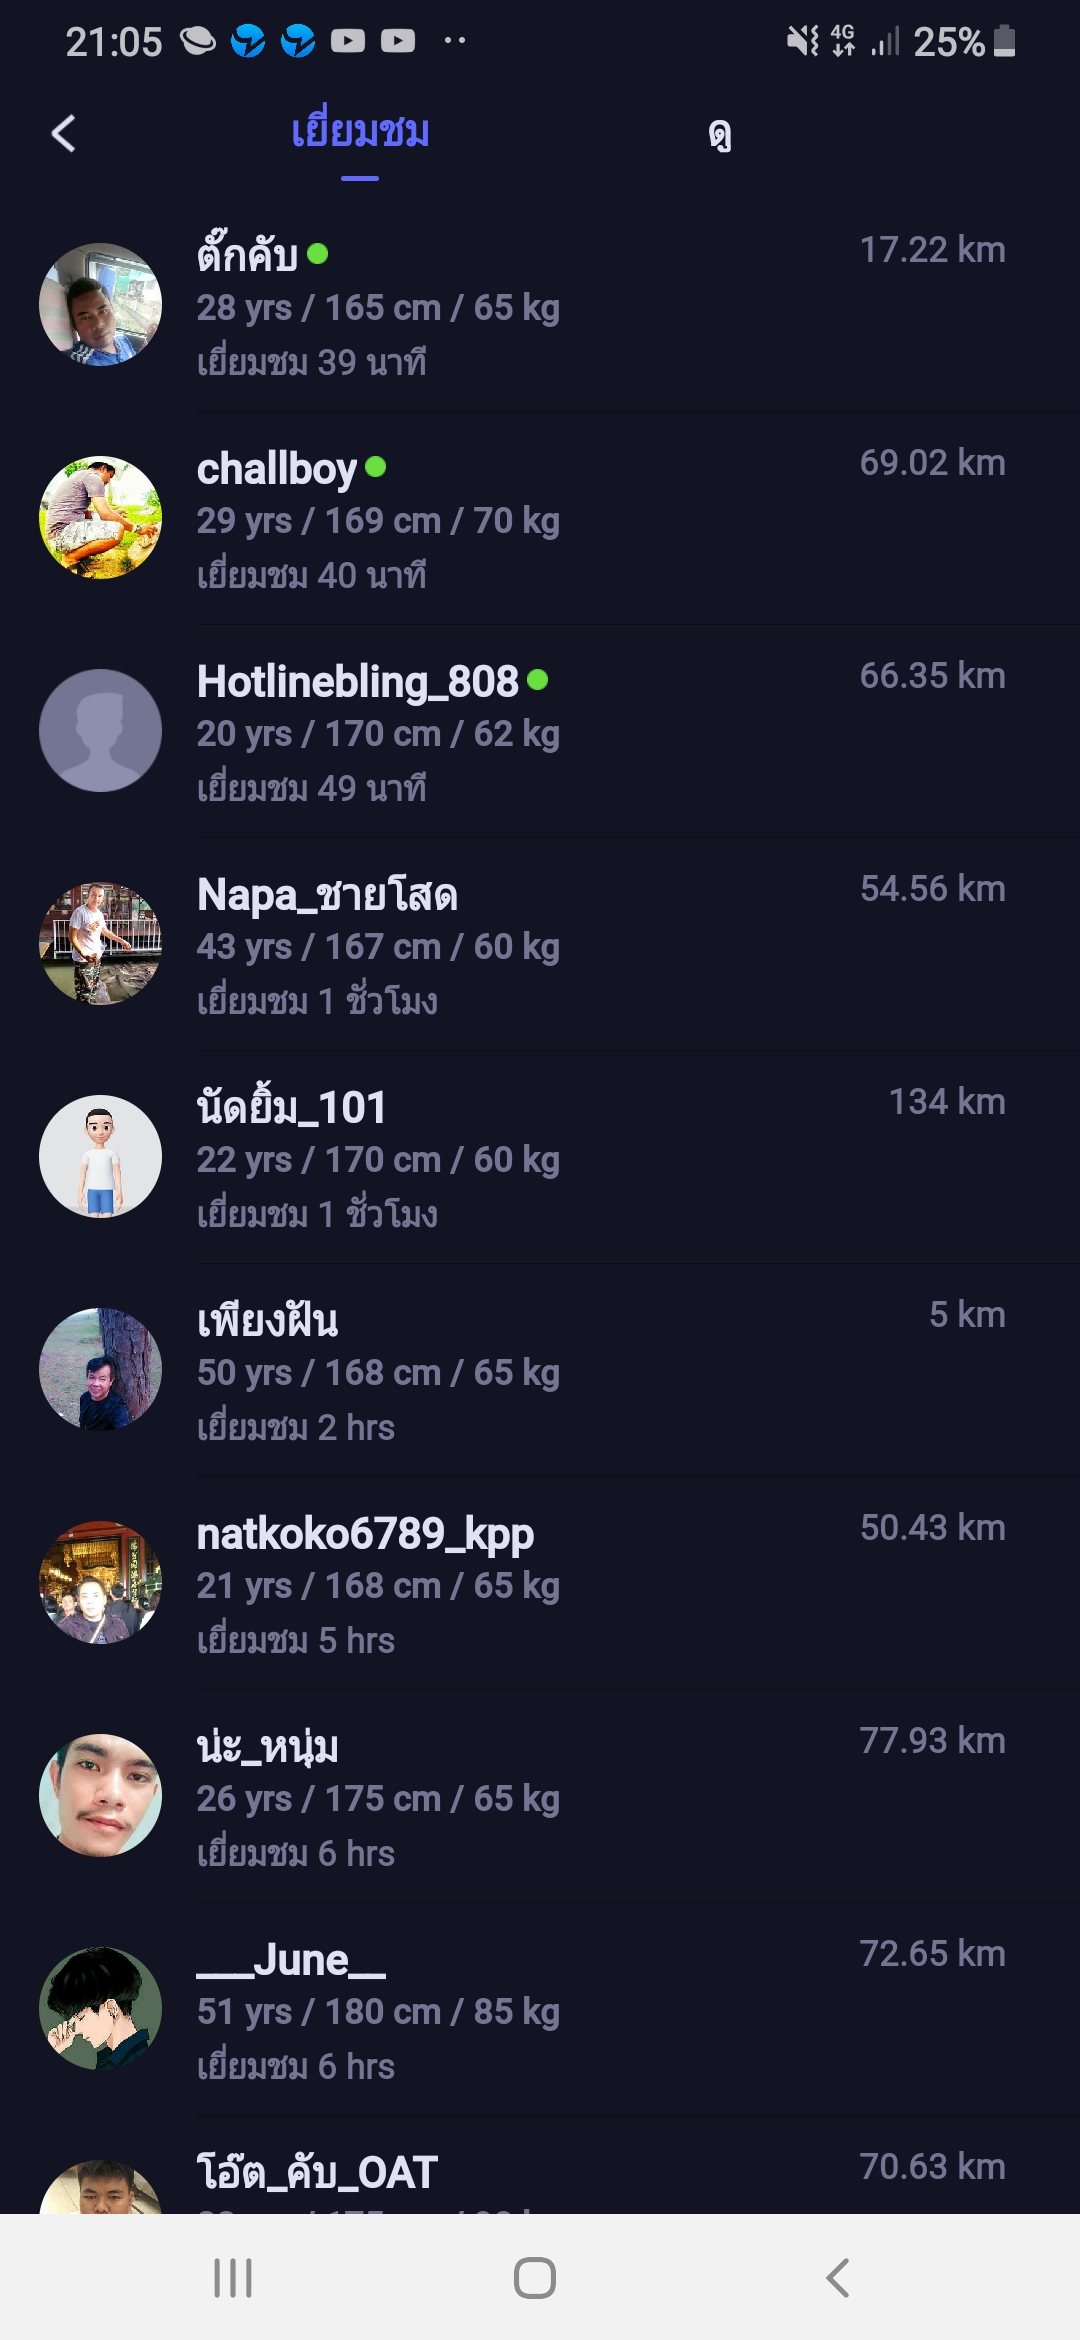 21:05
4G
25%
เยี่ยมชม ดู
ตั๊กคับ 17.22 km
28 yrs / 165 cm / 65 kg
เยี่ยมชม 39 นาที
challboy 69.02 km
29 yrs / 169 cm / 70 kg
เยี่ยมชม 40 นาที
Hotlinebling_808 66.35 km
20 yrs / 170 cm / 62 kg
เยี่ยมชม 49 นาที
Napa_ชายโสด 54.56 km
43 yrs / 167 cm / 60 kg
เยี่ยมชม 1 ชั่วโมง
นัดยิ้ม_101 134 km
22 yrs / 170 cm / 60 kg
เยี่ยมชม 1 ชั่วโมง
เพียงฝัน 5 km
50 yrs / 168 cm / 65 kg
เยี่ยมชม 2 hrs
natkoko6789_kpp 50.43 km
21 yrs / 168 cm / 65 kg
เยี่ยมชม 5 hrs
น่ะ_หนุ่ม 77.93 km
26 yrs / 175 cm / 65 kg
เยี่ยมชม 6 hrs
___June__ 72.65 km
51 yrs / 180 cm / 85 kg
เยี่ยมชม 6 hrs
โอ๊ต_คับ_OAT 70.63 km